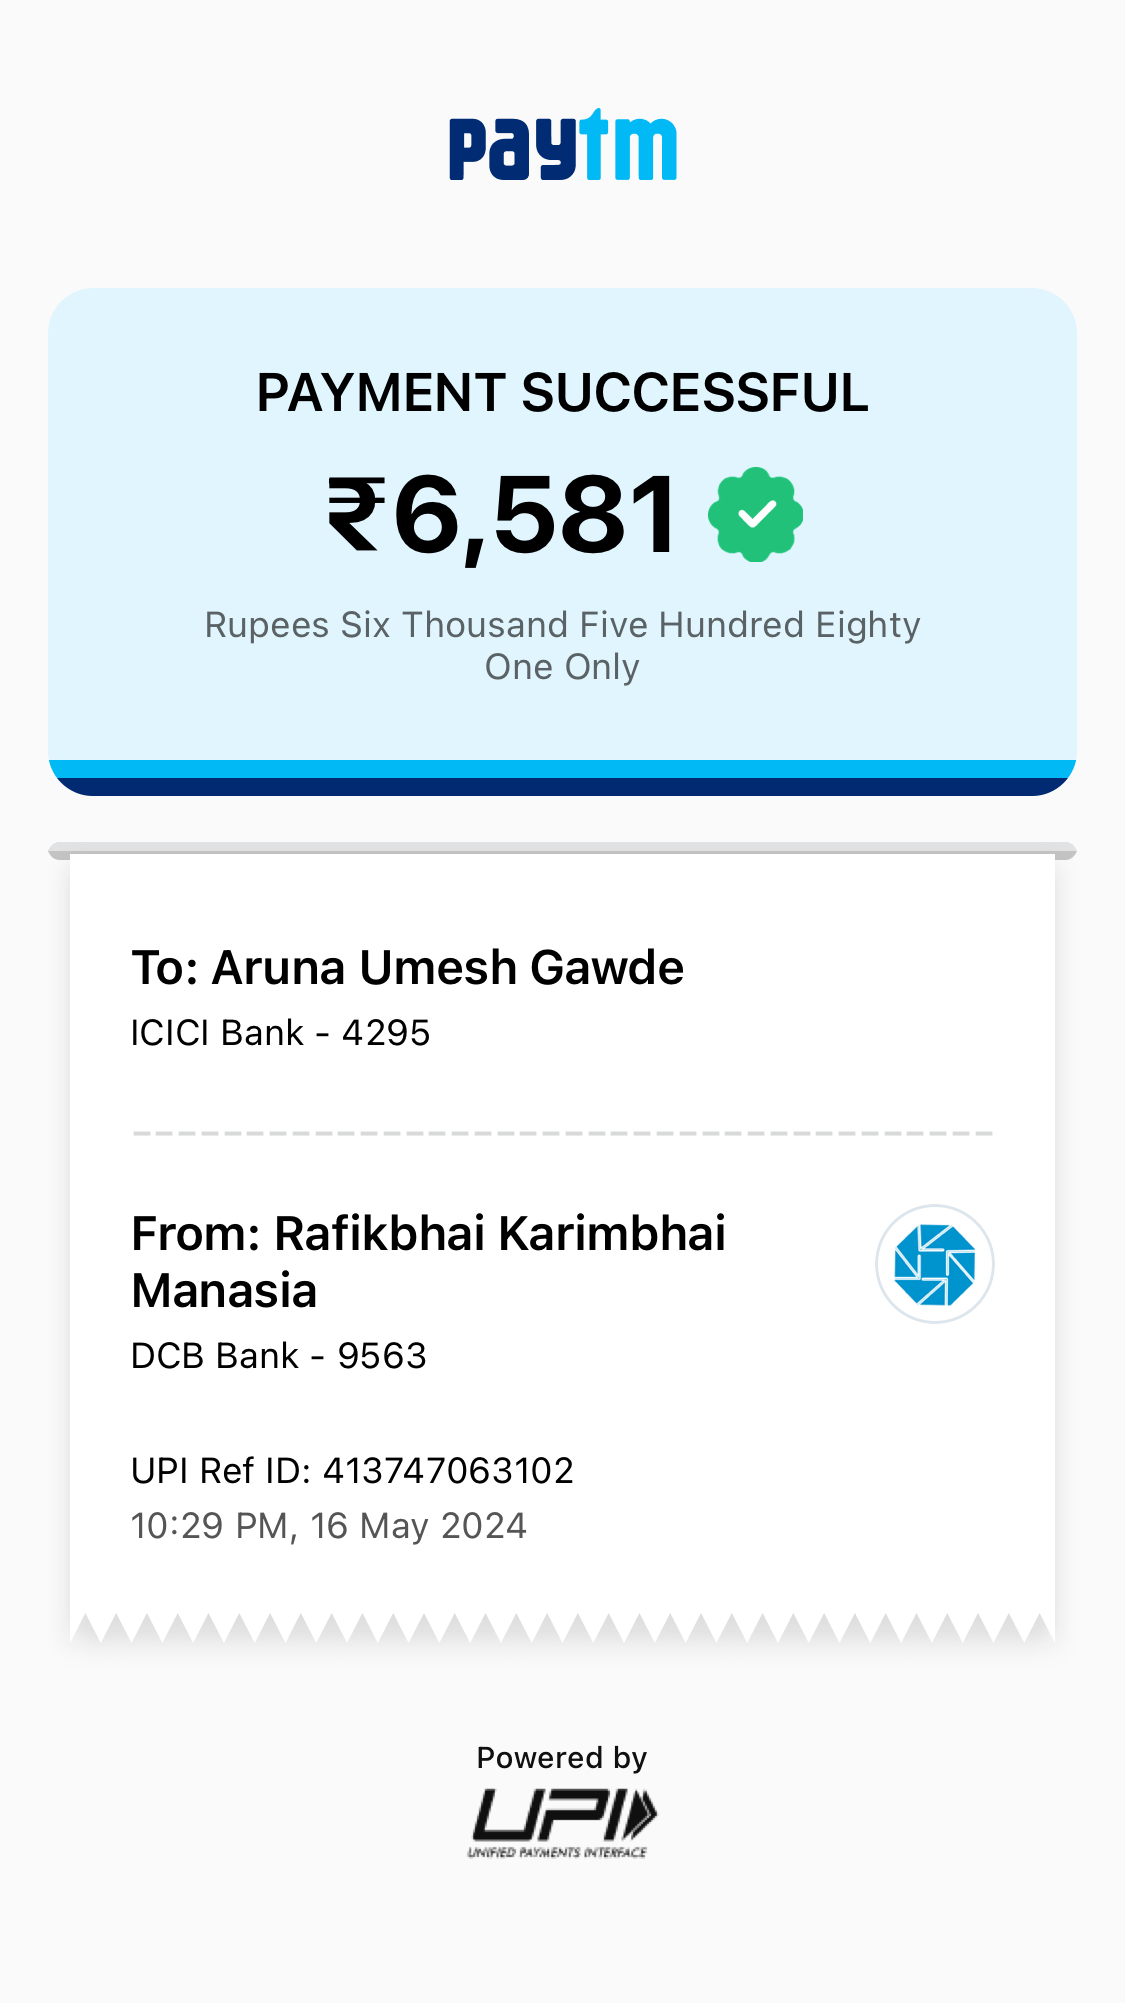 paytm
PAYMENT SUCCESSFUL
₹6,581
Rupees Six Thousand Five Hundred Eighty
One Only
To: Aruna Umesh Gawde
ICICI Bank - 4295
From: Rafikbhai Karimbhai
Manasia
DCB Bank - 9563
UPI Ref ID: 413747063102
10:29 PM, 16 May 2024
Powered by
UPI
UNIFIED PAYMENTS INTERFACE